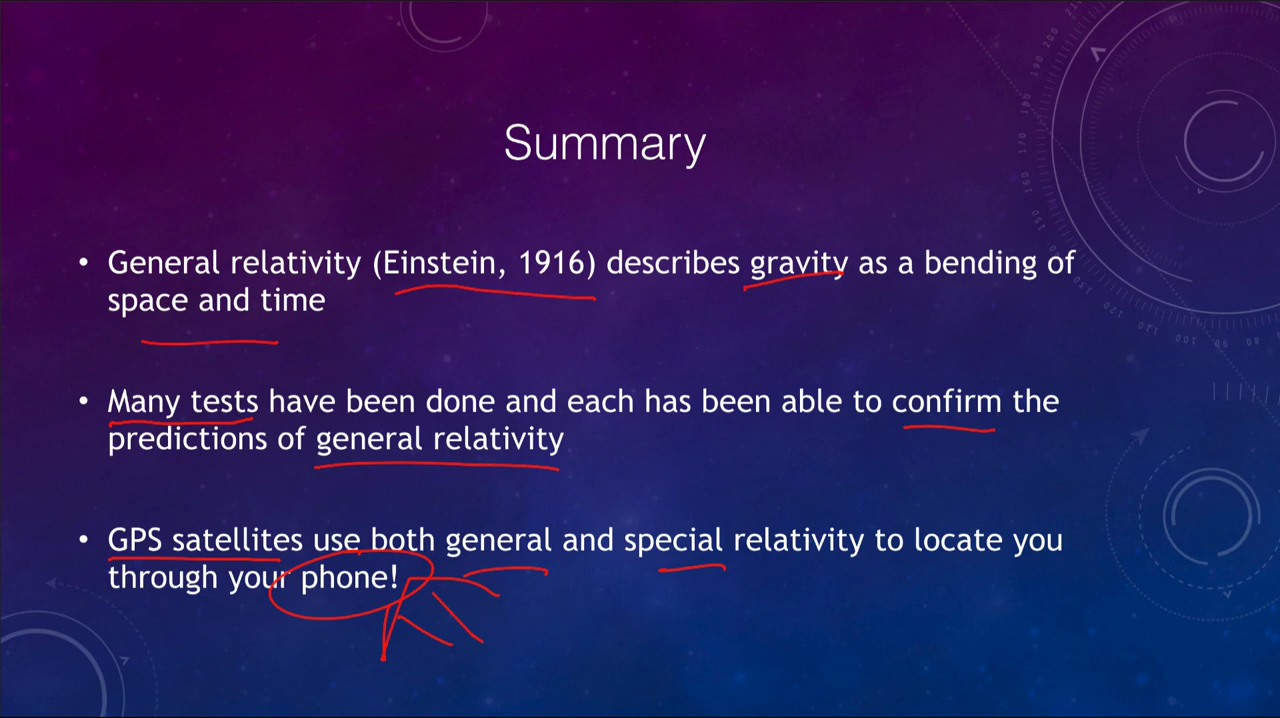 Summary
• General relativity (Einstein, 1916) describes gravity as a bending of
space and time
• Many tests have been done and each has been able to confirm the
predictions of general relativity
• GPS satellites use both general and special relativity to locate you
through your phone!